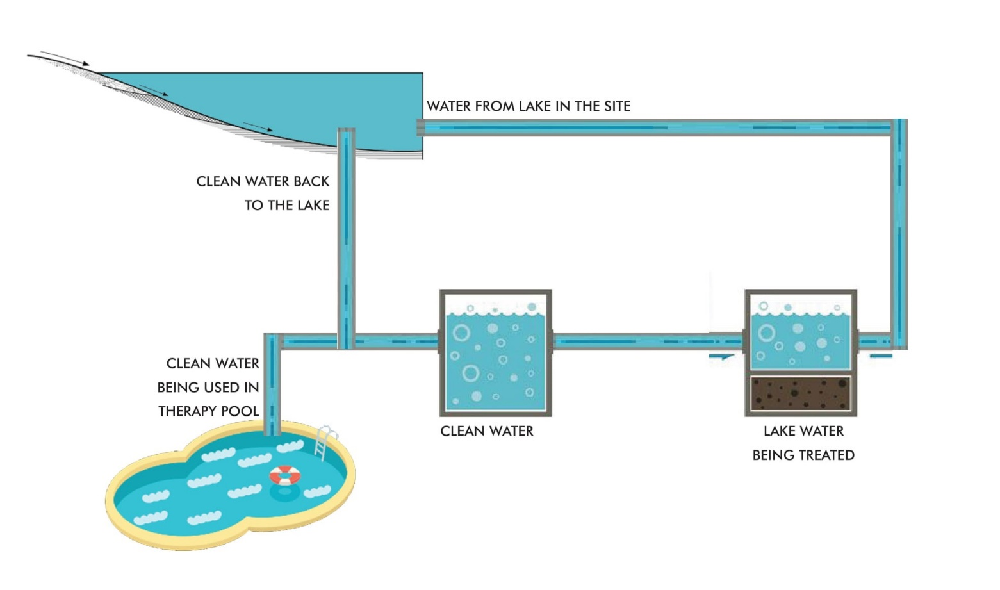 WATER FROM LAKE IN THE SITE
CLEAN WATER BACK
TO THE LAKE
CLEAN WATER
BEING USED IN
THERAPY POOL
CLEAN WATER
LAKE WATER
BEING TREATED